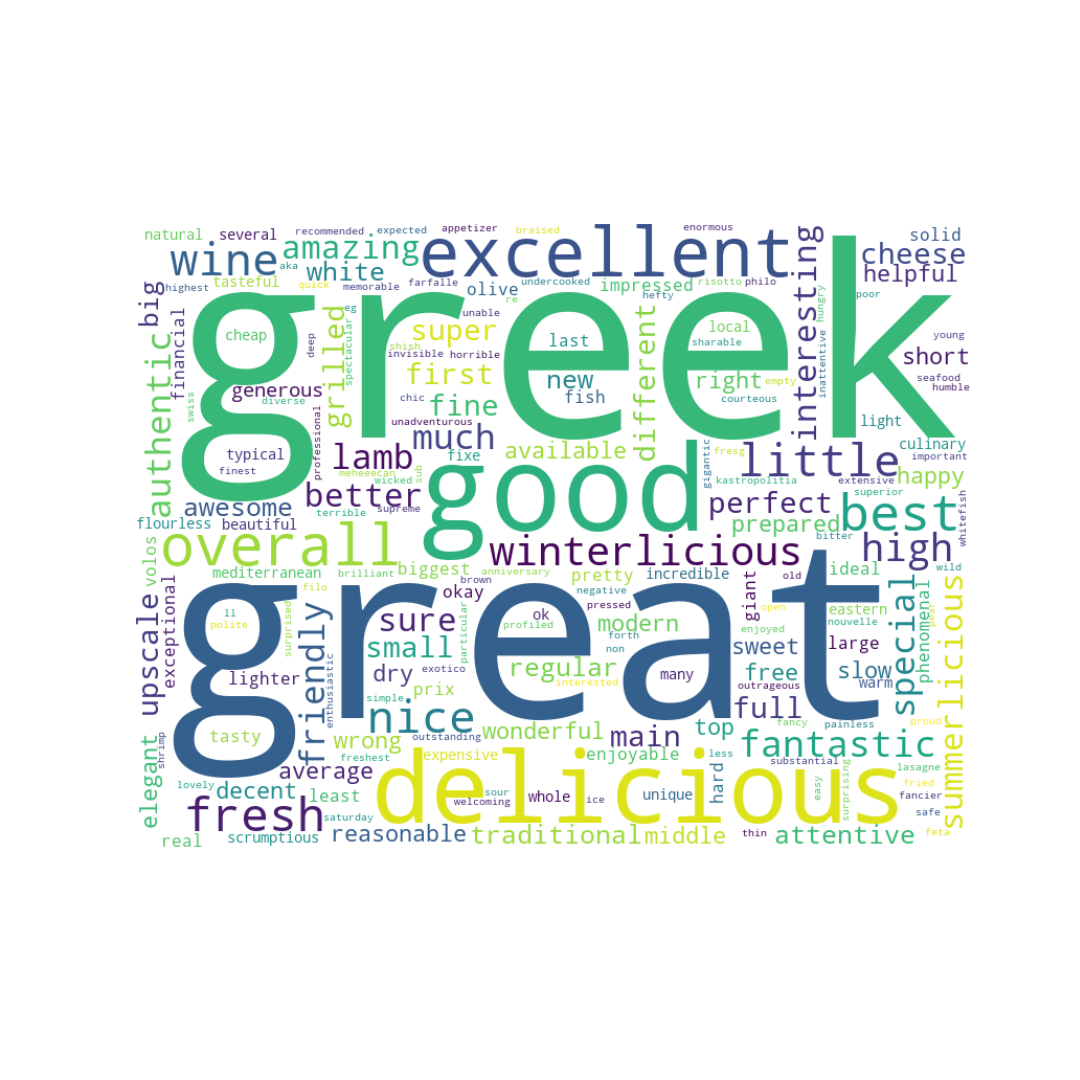 natural
several
recommended
expected
appetizer
braised
enormous
solid
wine
amazing
excellent
interesting
cheese
aka
white
helpful
highest
tasteful
quick
memorable
farfalle
olive
undercooked
impressed
risotto
philo
hungry
poor
big
financial
greek
authentic
cheap
deep
eg
spectacular
grilled
super
unable
re
hefty
different
local
sharable
inattentive
young
short
generous
diverse
swiss
shish
invisible
horrible
last
first
new
right
empty
seafood
humble
chic
fine
fish
courteous
light
typical
finest
professional
unadventurous
much
fixe
available
little
culinary
important
lamb
sub
good
gigantic
fresg
extensive
happy
meheeecan
wicked
kastropolitia
awesome
better
supreme
perfect
superior
best
whitefish
flourless
beautiful
terrible
prepared
overall
winterlicious
bitter
high
volos
mediterranean
brilliant
biggest
anniversary
pretty
incredible
old
ideal
wild
upscale
exceptional
filo
great
brown
okay
negative
pressed
giant
open
eastern
phenomenal
pear
summerlicious
ll
polite
surprised
friendly
sure
particular
ok
profiled
modern
enjoyed
nouvelle
special
small
forth
non
sweet
large
lighter
enthusiastic
dry
exotico
regular
many
outrageous
free
slow
warm
simple
prix
interested
full
nice
wonderful
top
fancy
painless
proud
tasty
wrong
outstanding
main
fantastic
elegant
shrimp
freshest
expensive
enjoyable
less
substantial
lasagne
average
delicious
hard
easy
surprising
fried
lovely
decent
least
sour
welcoming
whole
ice
unique
fancier
fresh
saturday
safe
real
scrumptious
reasonable
traditional
middle
thin
attentive
feta